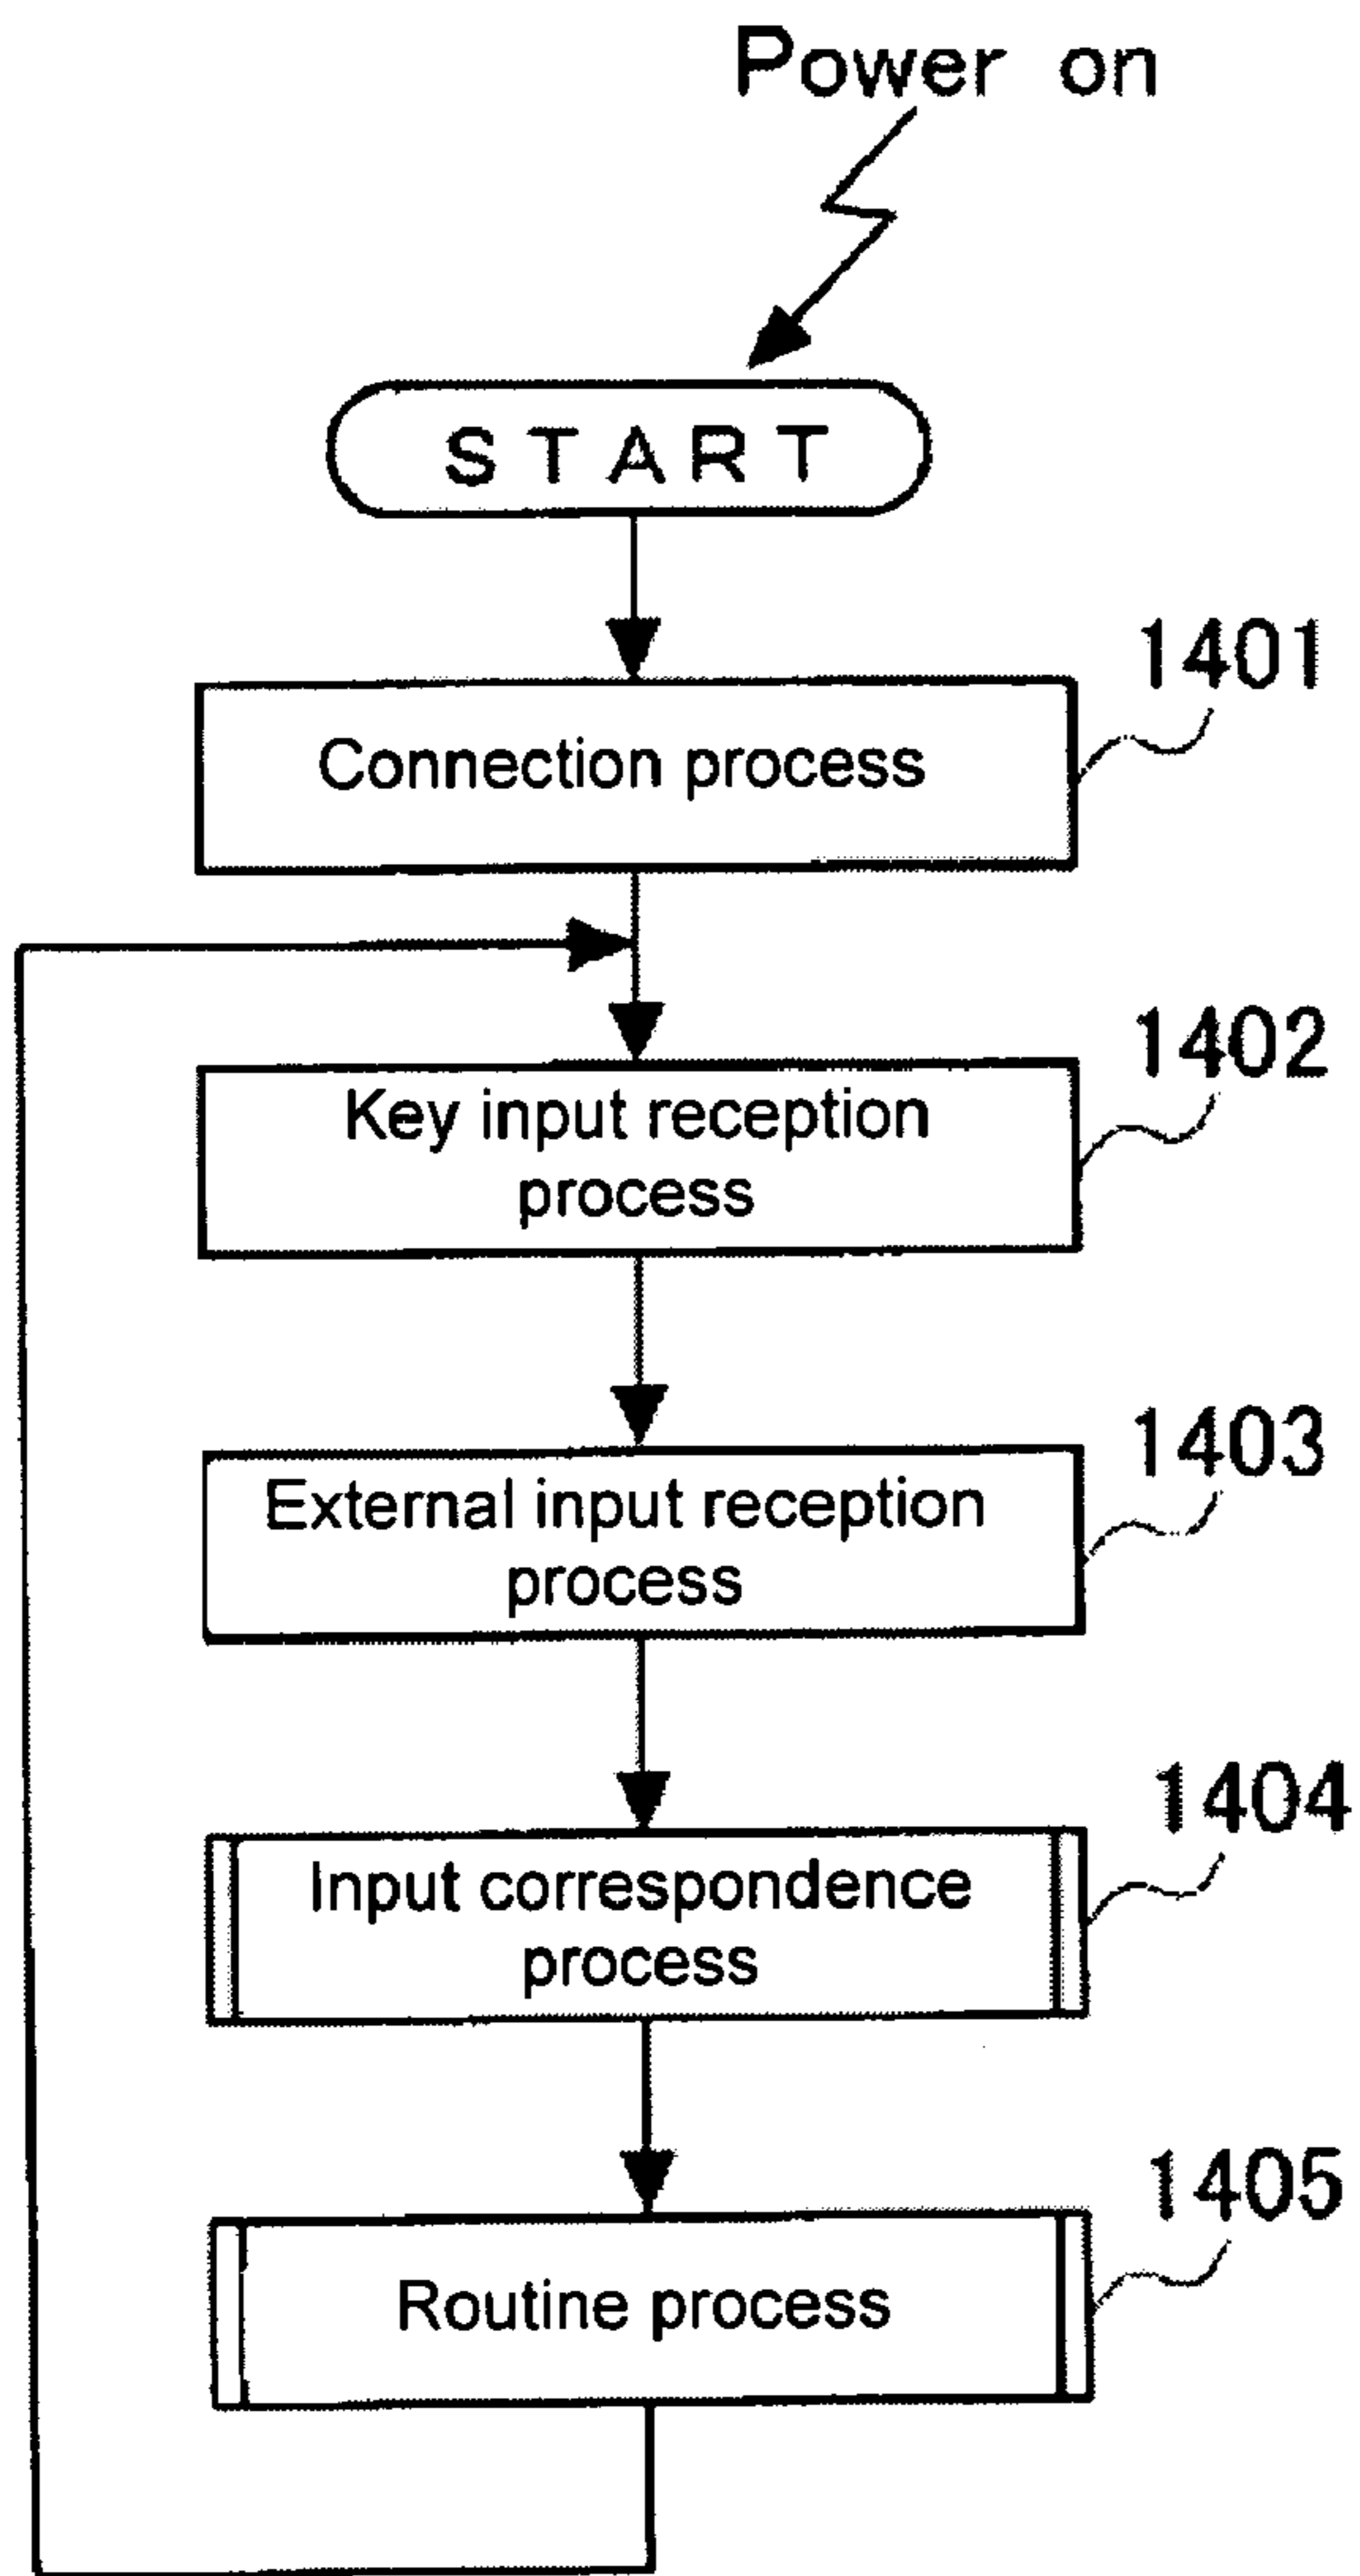 Power on
START
1401
Connection process
1402
Key input reception
process
1403
External input reception
process
1404
Input correspondence
process
1405
Routine process